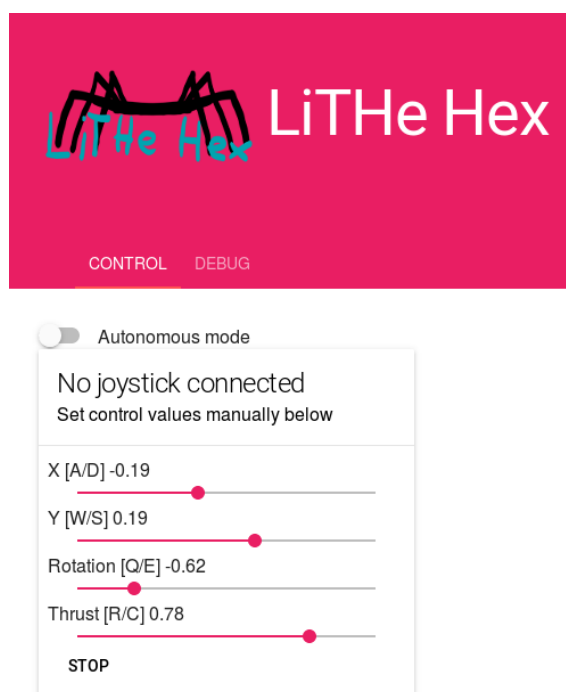 LiTHe Hex
LiTHe Hex
CONTROL DEBUG
Autonomous mode
No joystick connected
Set control values manually below
X [A/D] -0.19
Y [W/S] 0.19
Rotation [Q/E] -0.62
Thrust [R/C] 0.78
STOP